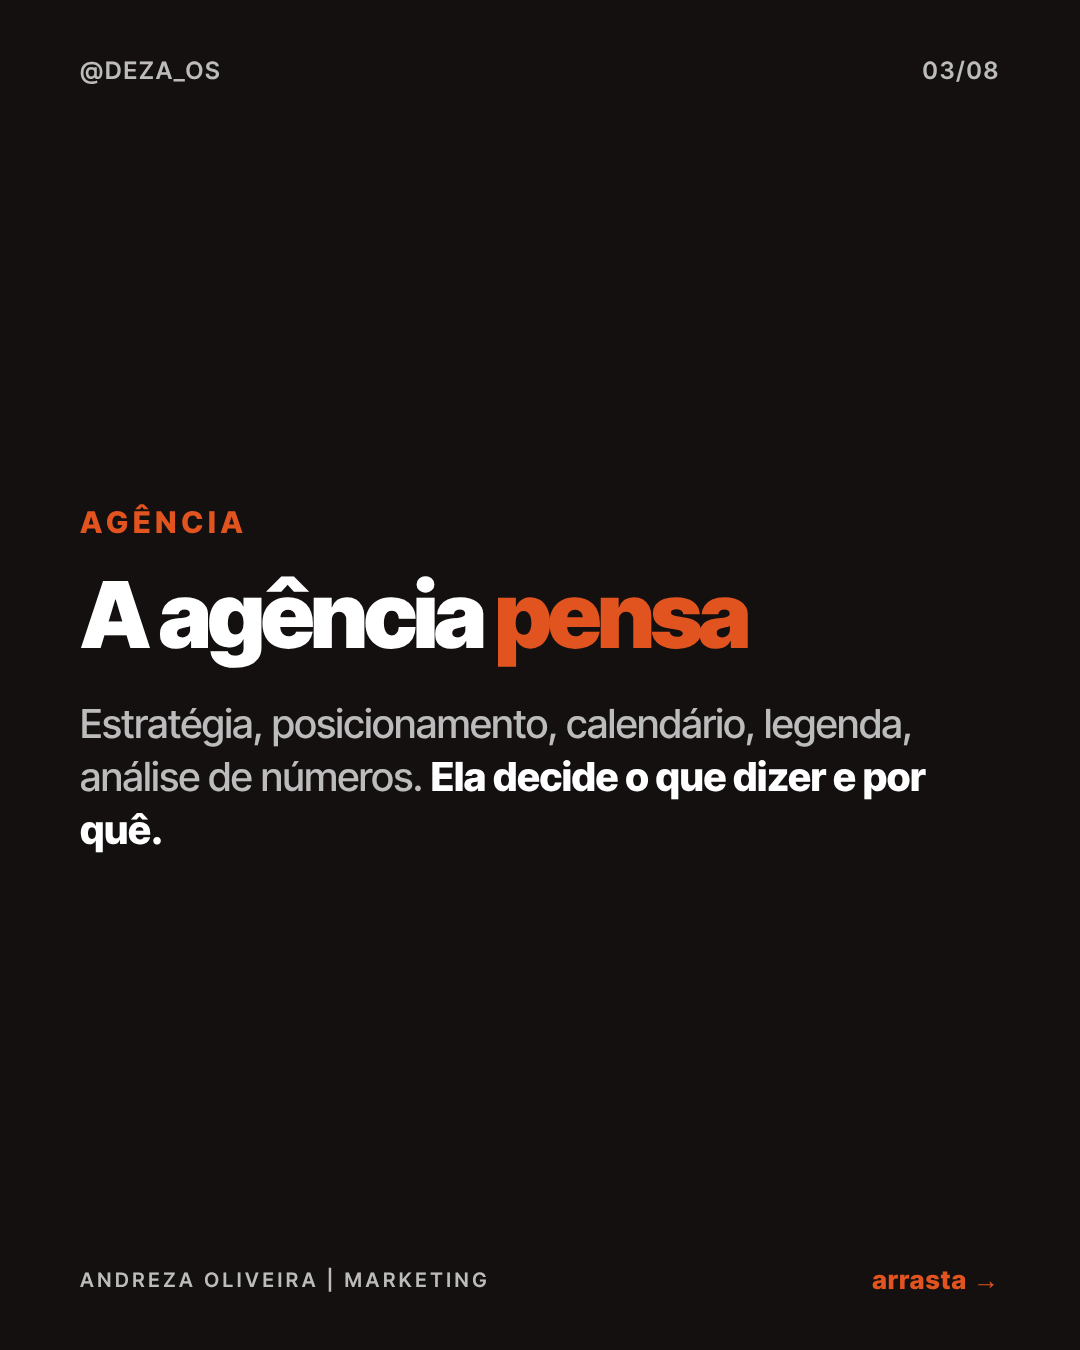 @DEZA_OS
03/08
AGÊNCIA
A agência pensa
Estratégia, posicionamento, calendário, legenda,
análise de números. Ela decide o que dizer e por
quê.
ANDREZA OLIVEIRA | MARKETING
arrasta →